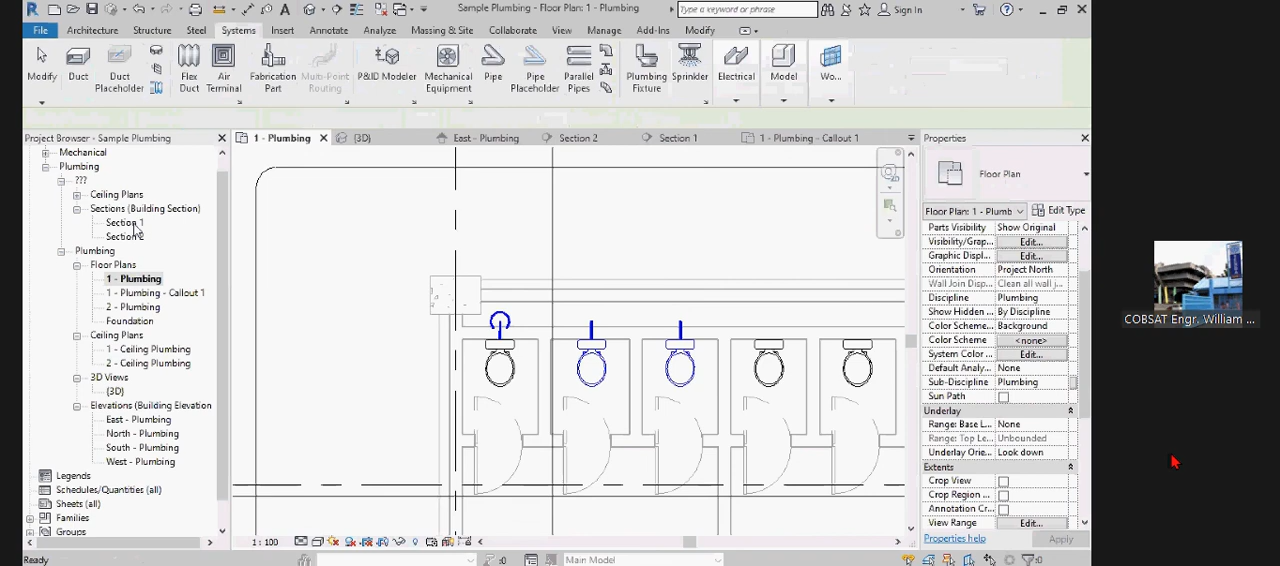 Sample Plumbing - Floor Plan: 1 - Plumbing
Type a keyword or phrase
Sign In
File Architecture Structure Steel Systems Insert Annotate Analyze Massing & Site Collaborate View Manage Add-Ins Modify
Modify
Duct
Duct Placeholder
Flex Duct
Air Terminal
Fabrication Part
Multi-Point Routing
P&ID Modeler
Mechanical Equipment
Pipe
Pipe Placeholder
Parallel Pipes
Plumbing Fixture
Sprinkler
Electrical
Model
Wo...
Project Browser - Sample Plumbing
Mechanical
Plumbing
???
Ceiling Plans
Sections (Building Section)
Section 1
Section 2
Plumbing
Floor Plans
1 - Plumbing
1 - Plumbing - Callout 1
2 - Plumbing
Foundation
Ceiling Plans
1 - Ceiling Plumbing
2 - Ceiling Plumbing
3D Views
{3D}
Elevations (Building Elevation
East - Plumbing
North - Plumbing
South - Plumbing
West - Plumbing
Legends
Schedules/Quantities (all)
Sheets (all)
Families
Groups
1 - Plumbing
{3D}
East - Plumbing
Section 2
Section 1
1 - Plumbing - Callout 1
1 : 100
Properties
Floor Plan
Floor Plan: 1 - Plumb
Edit Type
Parts Visibility Show Original
Visibility/Grap... Edit...
Graphic Displ... Edit...
Orientation Project North
Wall Join Disp... Clean all wall j...
Discipline Plumbing
Show Hidden ... By Discipline
Color Scheme... Background
Color Scheme <none>
System Color ... Edit...
Default Analy... None
Sub-Discipline Plumbing
Sun Path
Underlay
Range: Base L... None
Range: Top Le... Unbounded
Underlay Orie... Look down
Extents
Crop View
Crop Region ...
Annotation Cr...
View Range Edit...
Properties help
Apply
Ready
:0
Main Model
:0
COBSAT Engr. William ...